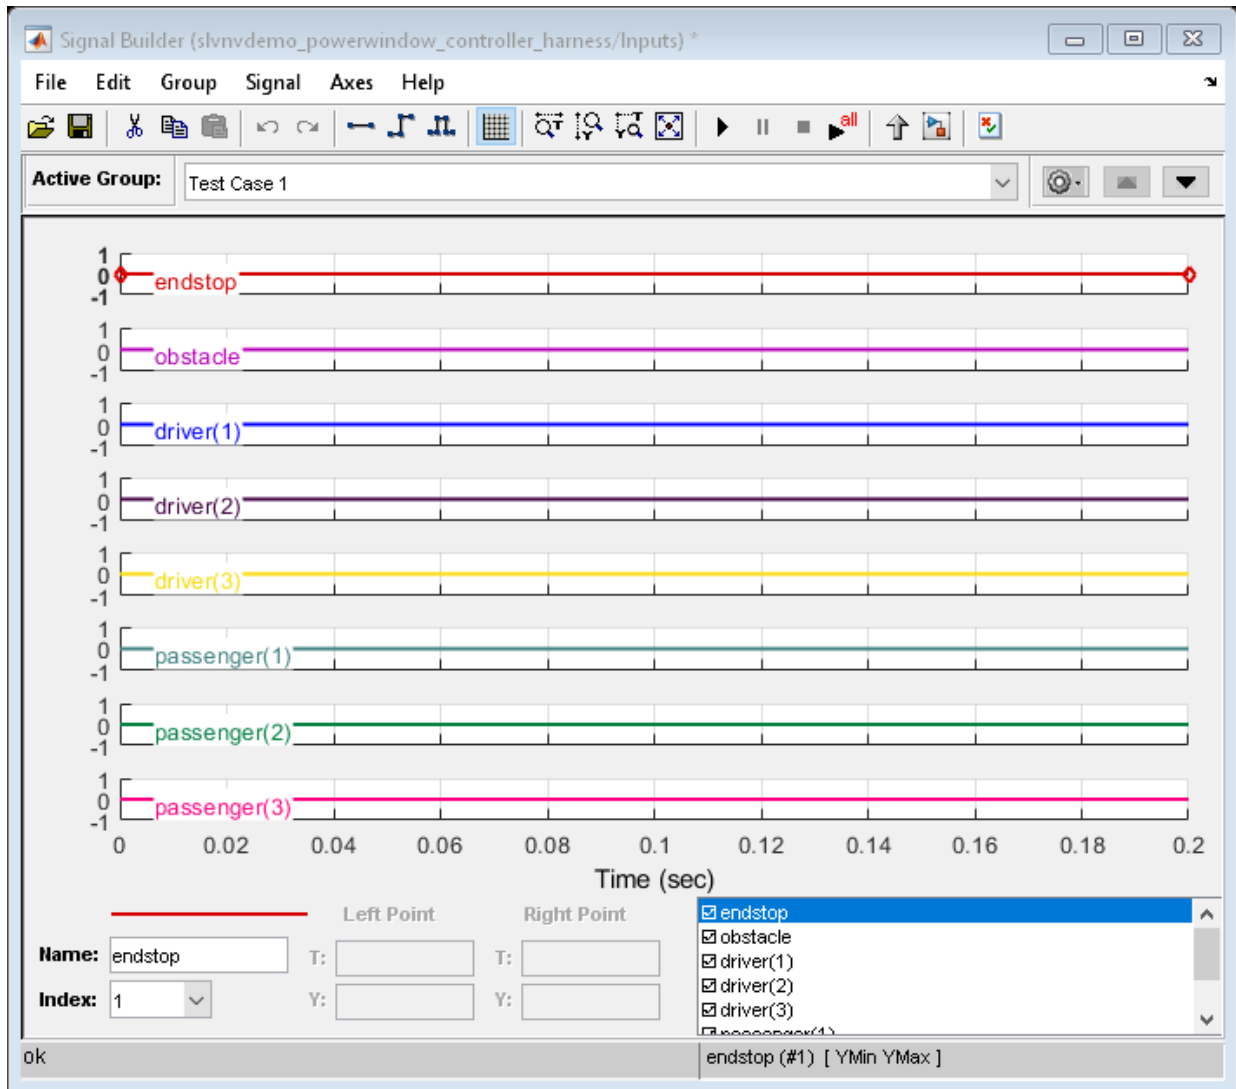 Signal Builder (slvnvdemo_powerwindow_controller_harness/Inputs) *
File Edit Group Signal Axes Help
all
Active Group: Test Case 1
1
0
-1
endstop
1
0
-1
obstacle
1
0
-1
driver(1)
1
0
-1
driver(2)
1
0
-1
driver(3)
1
0
-1
passenger(1)
1
0
-1
passenger(2)
1
0
-1
passenger(3)
0 0.02 0.04 0.06 0.08 0.1 0.12 0.14 0.16 0.18 0.2
Time (sec)
Left Point Right Point
Name: endstop T: T:
Index: 1 Y: Y:
endstop
obstacle
driver(1)
driver(2)
driver(3)
passenger(1)
ok
endstop (#1) [ YMin YMax ]